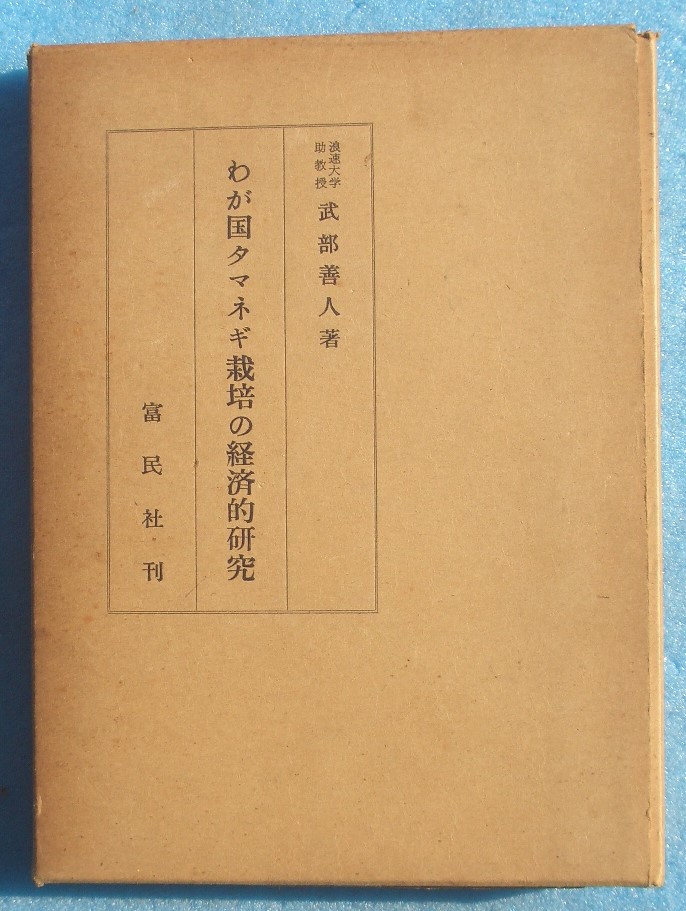 浪速大学
助教授
武部善人著
わが国タマネギ栽培の経済的研究
富民社・刊